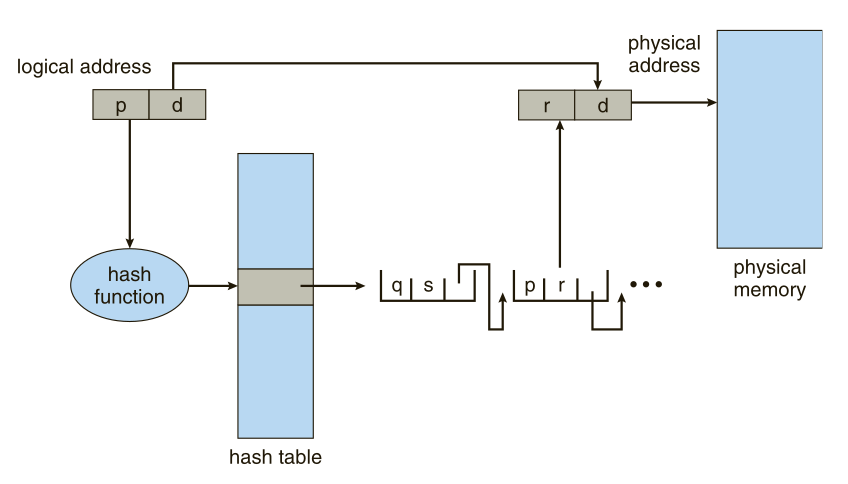 logical address
physical
address
p d
r d
hash
function
q s
p r
•••
physical
memory
hash table